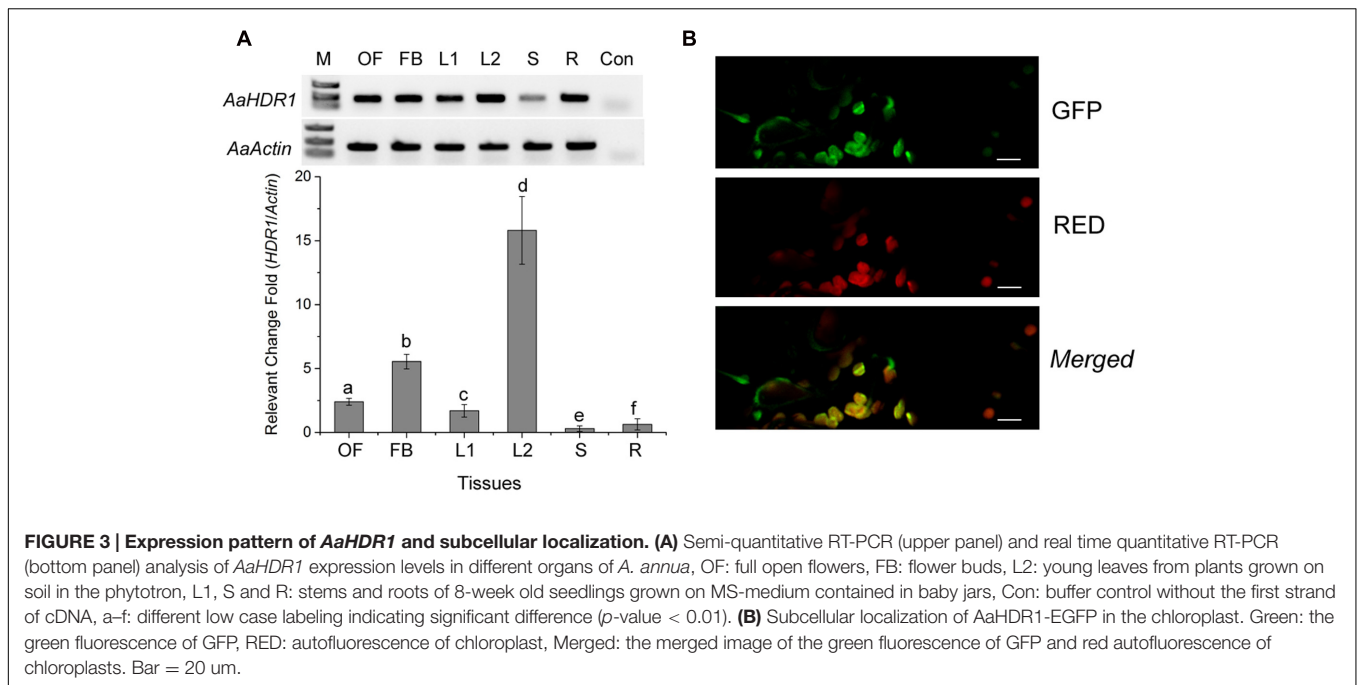 A
M OF FB L1 L2 S R Con
AaHDR1
AaActin
Relevant Change Fold (HDR1/Actin)
20
15
10
5
0
a
b
c
d
e
f
OF FB L1 L2 S R
Tissues
B
GFP
RED
Merged
FIGURE 3 | Expression pattern of AaHDR1 and subcellular localization. (A) Semi-quantitative RT-PCR (upper panel) and real time quantitative RT-PCR
(bottom panel) analysis of AaHDR1 expression levels in different organs of A. annua, OF: full open flowers, FB: flower buds, L2: young leaves from plants grown on
soil in the phytotron, L1, S and R: stems and roots of 8-week old seedlings grown on MS-medium contained in baby jars, Con: buffer control without the first strand
of cDNA, a–f: different low case labeling indicating significant difference (p-value < 0.01). (B) Subcellular localization of AaHDR1-EGFP in the chloroplast. Green: the
green fluorescence of GFP, RED: autofluorescence of chloroplast, Merged: the merged image of the green fluorescence of GFP and red autofluorescence of
chloroplasts. Bar = 20 um.